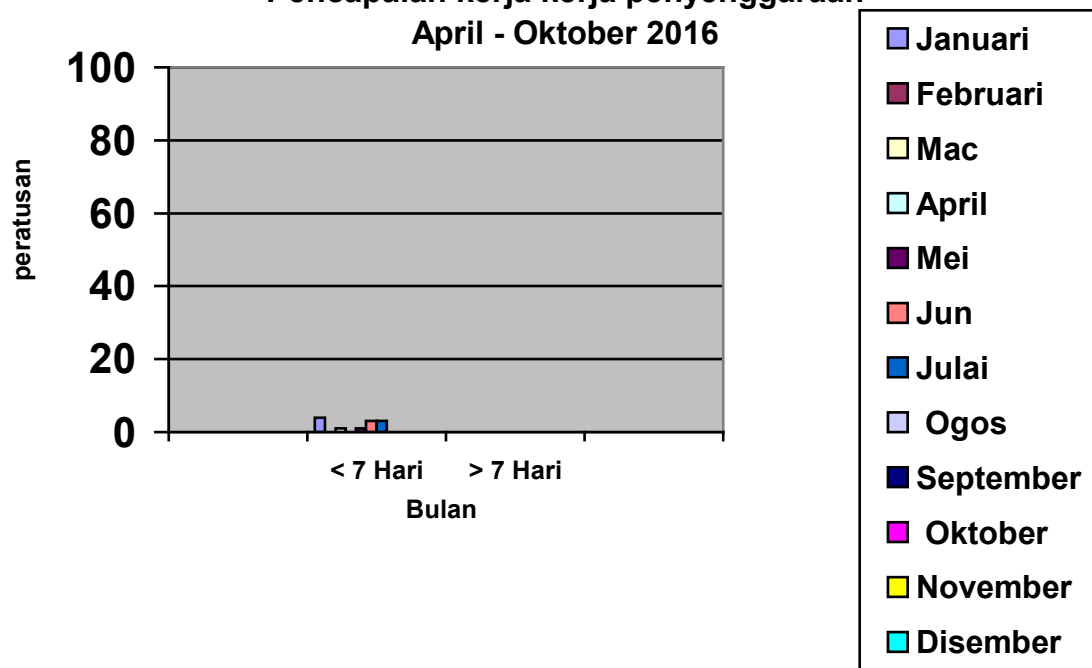 April - Oktober 2016
100
80
60
40
20
0
peratusan
< 7 Hari
> 7 Hari
Bulan
Januari
Februari
Mac
April
Mei
Jun
Julai
Ogos
September
Oktober
November
Disember